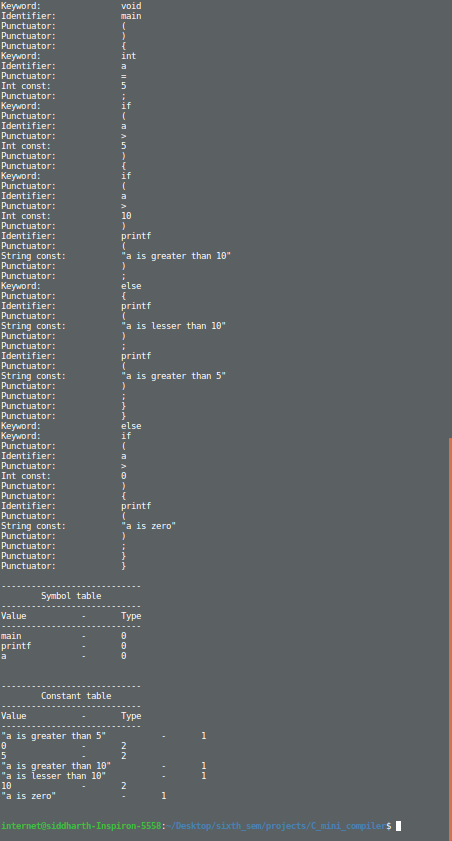 Keyword: void
Identifier: main
Punctuator: (
Punctuator: )
Punctuator: {
Keyword: int
Identifier: a
Punctuator: =
Int const: 5
Punctuator: ;
Keyword: if
Punctuator: (
Identifier: a
Punctuator: >
Int const: 5
Punctuator: )
Punctuator: {
Keyword: if
Punctuator: (
Identifier: a
Punctuator: >
Int const: 10
Punctuator: )
Identifier: printf
Punctuator: (
String const: "a is greater than 10"
Punctuator: )
Punctuator: ;
Keyword: else
Punctuator: {
Identifier: printf
Punctuator: (
String const: "a is lesser than 10"
Punctuator: )
Punctuator: ;
Identifier: printf
Punctuator: (
String const: "a is greater than 5"
Punctuator: )
Punctuator: ;
Punctuator: }
Punctuator: }
Keyword: else
Keyword: if
Punctuator: (
Identifier: a
Punctuator: >
Int const: 0
Punctuator: )
Punctuator: {
Identifier: printf
Punctuator: (
String const: "a is zero"
Punctuator: )
Punctuator: ;
Punctuator: }
Punctuator: }
----------------------------
Symbol table
----------------------------
Value - Type
----------------------------
main - 0
printf - 0
a - 0
----------------------------
Constant table
----------------------------
Value - Type
----------------------------
"a is greater than 5" - 1
0 - 2
5 - 2
"a is greater than 10" - 1
"a is lesser than 10" - 1
10 - 2
"a is zero" - 1
internet@siddharth-Inspiron-5558:~/Desktop/sixth_sem/projects/C_mini_compiler$